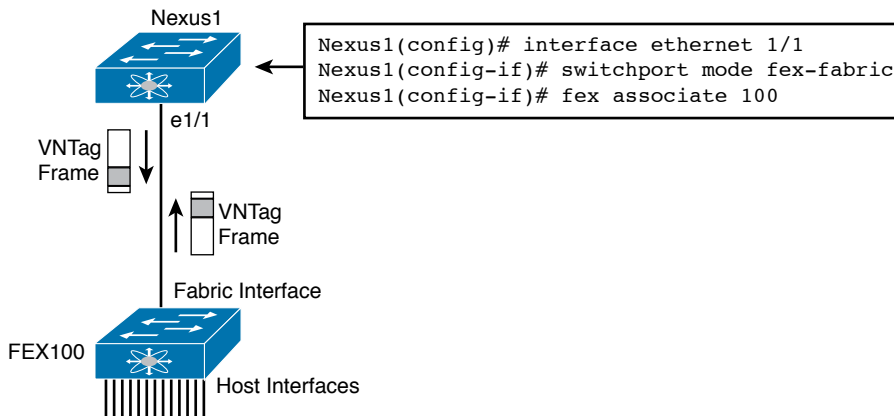 Nexus1
Nexus1(config)# interface ethernet 1/1
Nexus1(config-if)# switchport mode fex-fabric
Nexus1(config-if)# fex associate 100
e1/1
VNTag
Frame
VNTag
Frame
Fabric Interface
FEX100
Host Interfaces